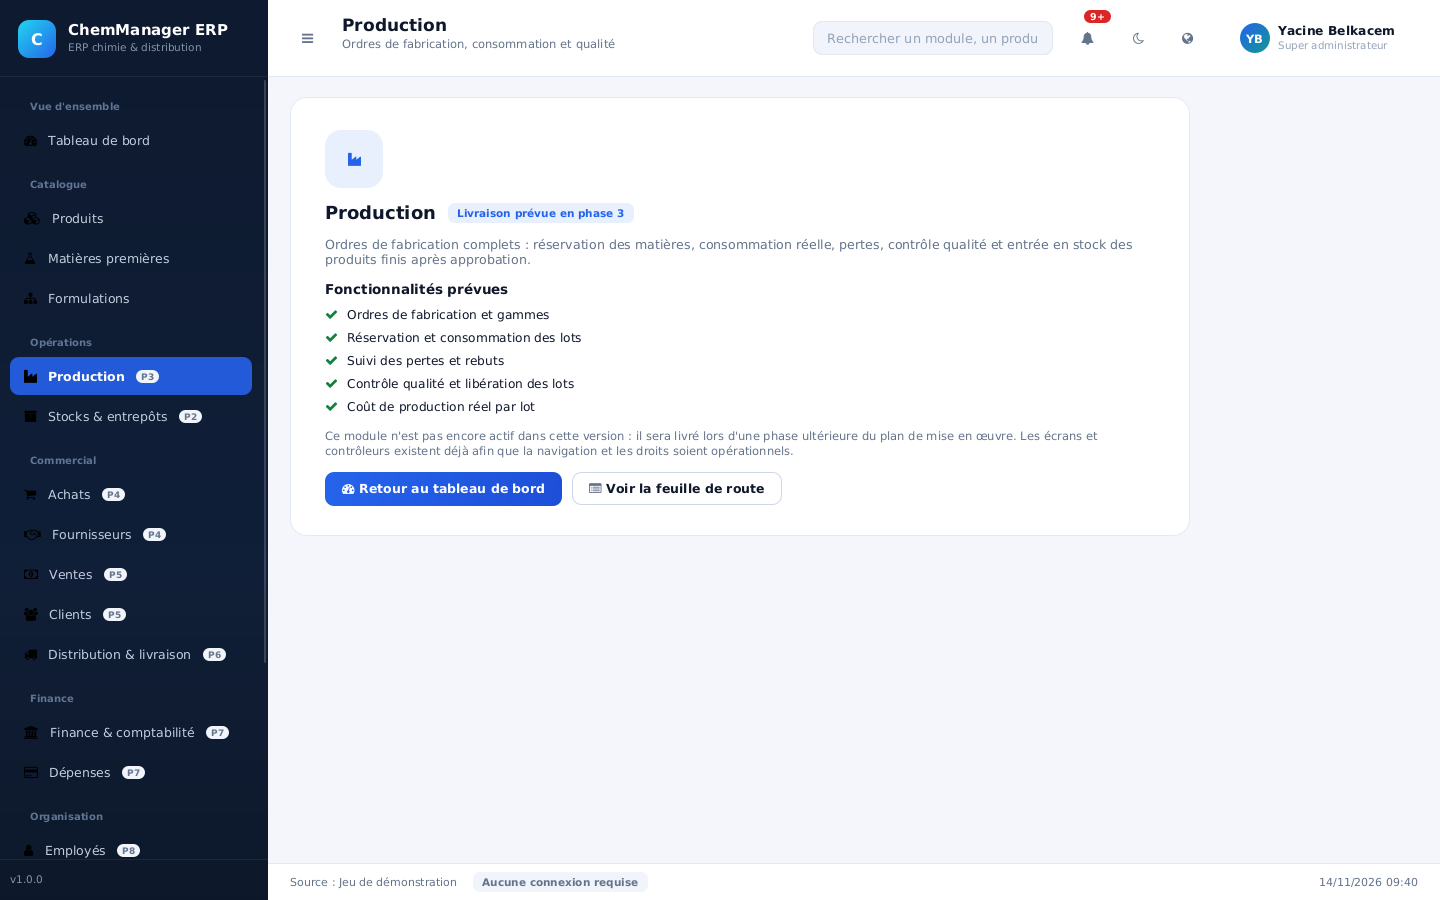 C
ChemManager ERP
ERP chimie & distribution
Vue d'ensemble
Tableau de bord
Catalogue
Produits
Matières premières
Formulations
Opérations
Production P3
Stocks & entrepôts P2
Commercial
Achats P4
Fournisseurs P4
Ventes P5
Clients P5
Distribution & livraison P6
Finance
Finance & comptabilité P7
Dépenses P7
Organisation
Employés P8
v1.0.0
Production
Ordres de fabrication, consommation et qualité
Rechercher un module, un produ
9+
YB
Yacine Belkacem
Super administrateur
Production Livraison prévue en phase 3
Ordres de fabrication complets : réservation des matières, consommation réelle, pertes, contrôle qualité et entrée en stock des
produits finis après approbation.
Fonctionnalités prévues
Ordres de fabrication et gammes
Réservation et consommation des lots
Suivi des pertes et rebuts
Contrôle qualité et libération des lots
Coût de production réel par lot
Ce module n'est pas encore actif dans cette version : il sera livré lors d'une phase ultérieure du plan de mise en œuvre. Les écrans et
contrôleurs existent déjà afin que la navigation et les droits soient opérationnels.
Retour au tableau de bord
Voir la feuille de route
Source : Jeu de démonstration
Aucune connexion requise
14/11/2026 09:40